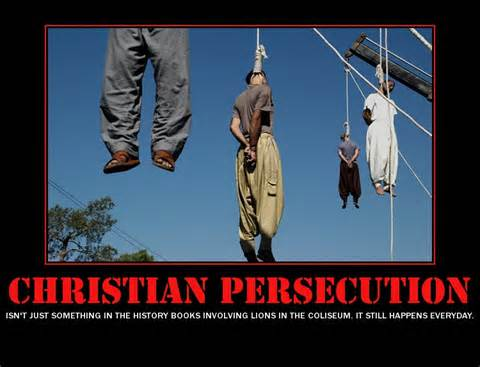 CHRISTIAN PERSECUTION
ISN'T JUST SOMETHING IN THE HISTORY BOOKS INVOLVING LIONS IN THE COLISEUM. IT STILL HAPPENS EVERYDAY.